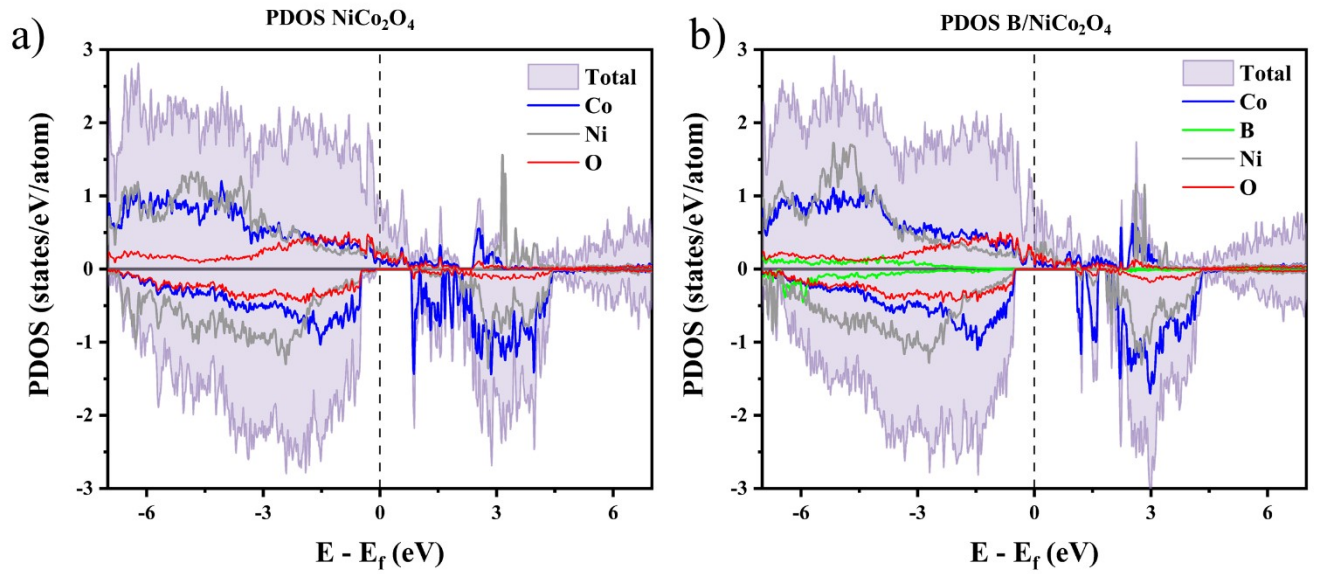 a)
PDOS NiCo₂O₄
PDOS (states/eV/atom)
3
2
1
0
-1
-2
-3
Total
Co
Ni
O
-6
-3
0
3
6
E - E_f (eV)
b)
PDOS B/NiCo₂O₄
PDOS (states/eV/atom)
3
2
1
0
-1
-2
-3
Total
Co
B
Ni
O
-6
-3
0
3
6
E - E_f (eV)